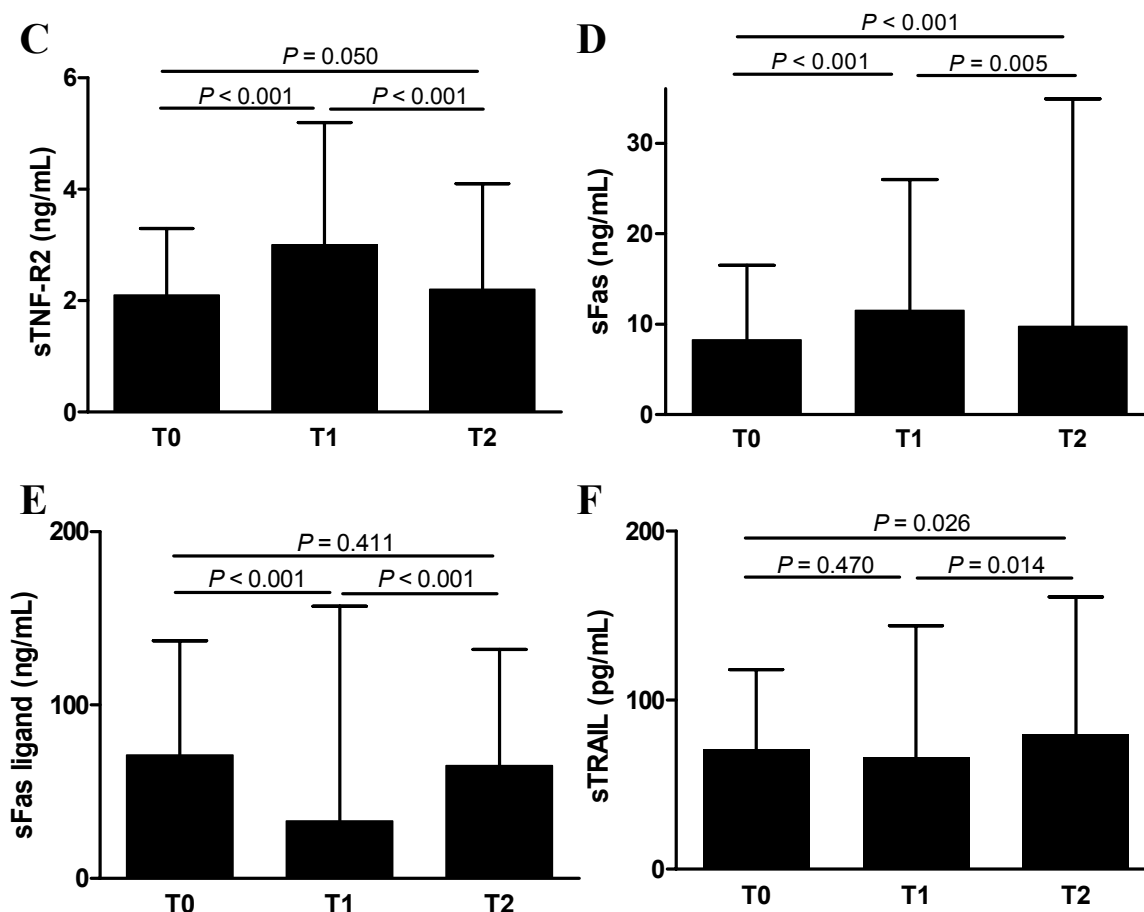 C
P = 0.050
P < 0.001 P < 0.001
6
4
2
0
sTNF-R2 (ng/mL)
T0 T1 T2
D
P < 0.001
P < 0.001 P = 0.005
30
20
10
0
sFas (ng/mL)
T0 T1 T2
E
P = 0.411
P < 0.001 P < 0.001
200
100
0
sFas ligand (ng/mL)
T0 T1 T2
F
P = 0.026
P = 0.470 P = 0.014
200
100
0
sTRAIL (pg/mL)
T0 T1 T2